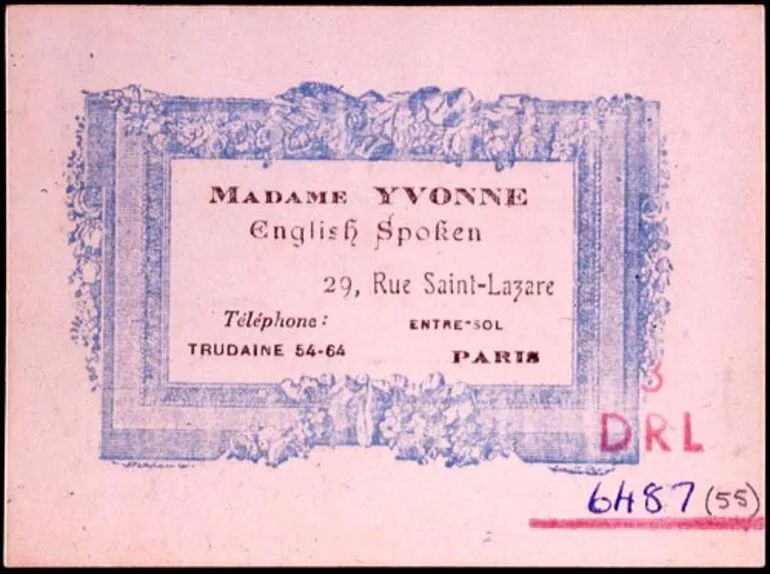 MADAME YVONNE
English Spoken
29, Rue Saint-Lazare
Téléphone: ENTRE-SOL
TRUDAINE 54-64 PARIS
3
DRL
6487 (55)